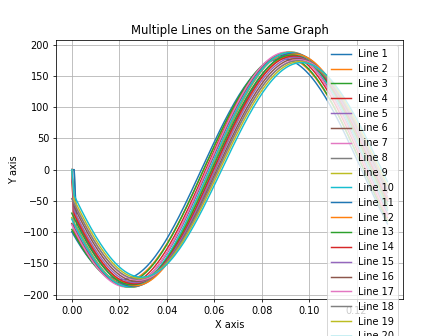 Multiple Lines on the Same Graph
200
150
100
50
0
−50
−100
−150
−200
Y axis
0.00
0.02
0.04
0.06
0.08
0.10
X axis
Line 1
Line 2
Line 3
Line 4
Line 5
Line 6
Line 7
Line 8
Line 9
Line 10
Line 11
Line 12
Line 13
Line 14
Line 15
Line 16
Line 17
Line 18
Line 19
Line 20